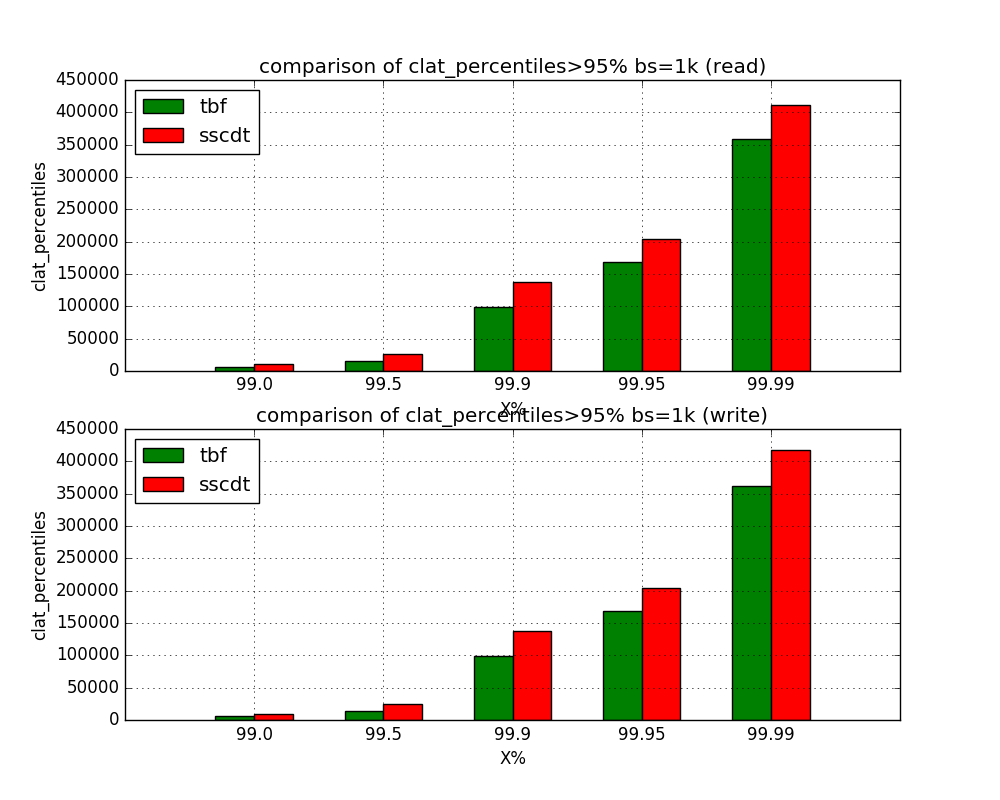 comparison of clat_percentiles>95% bs=1k (read)
450000
400000
350000
300000
250000
200000
150000
100000
50000
0
clat_percentiles
tbf
sscdt
99.0 99.5 99.9 99.95 99.99
X%
comparison of clat_percentiles>95% bs=1k (write)
450000
400000
350000
300000
250000
200000
150000
100000
50000
0
clat_percentiles
tbf
sscdt
99.0 99.5 99.9 99.95 99.99
X%